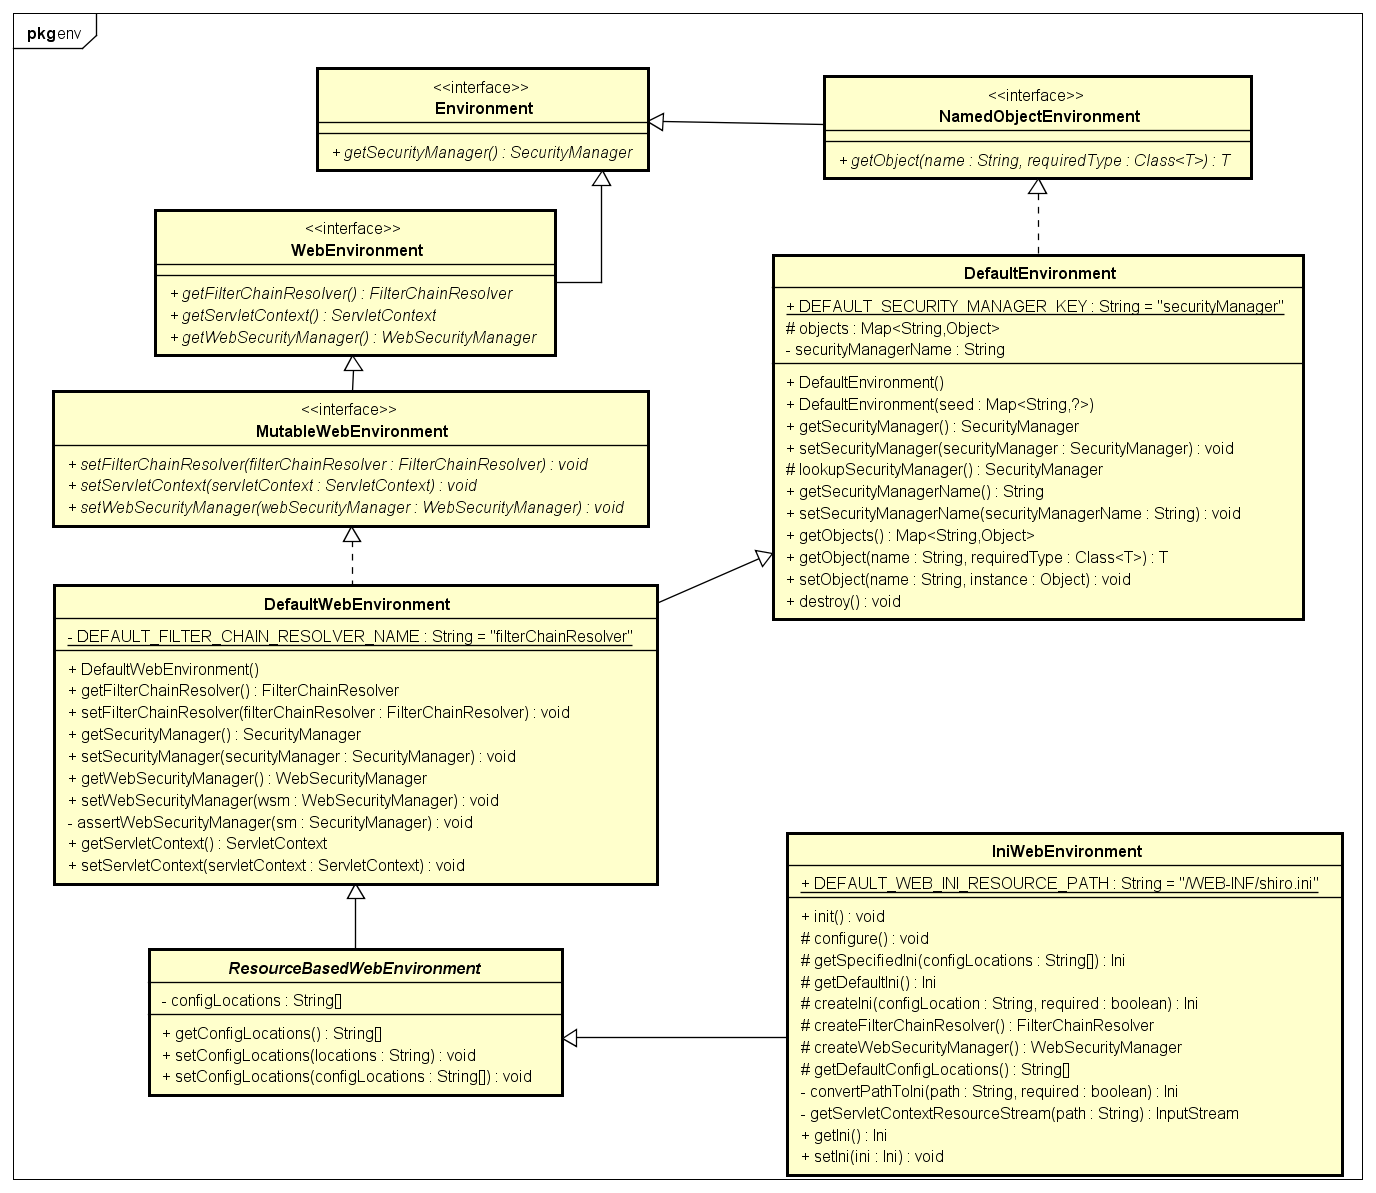 pkg env
<<interface>>
Environment
+ getSecurityManager() : SecurityManager
<<interface>>
NamedObjectEnvironment
+ getObject(name : String, requiredType : Class<T>) : T
<<interface>>
WebEnvironment
+ getFilterChainResolver() : FilterChainResolver
+ getServletContext() : ServletContext
+ getWebSecurityManager() : WebSecurityManager
DefaultEnvironment
+ DEFAULT_SECURITY_MANAGER_KEY : String = "securityManager"
# objects : Map<String,Object>
- securityManagerName : String
+ DefaultEnvironment()
+ DefaultEnvironment(seed : Map<String,?>)
+ getSecurityManager() : SecurityManager
+ setSecurityManager(securityManager : SecurityManager) : void
# lookupSecurityManager() : SecurityManager
+ getSecurityManagerName() : String
+ setSecurityManagerName(securityManagerName : String) : void
+ getObjects() : Map<String,Object>
+ getObject(name : String, requiredType : Class<T>) : T
+ setObject(name : String, instance : Object) : void
+ destroy() : void
<<interface>>
MutableWebEnvironment
+ setFilterChainResolver(filterChainResolver : FilterChainResolver) : void
+ setServletContext(servletContext : ServletContext) : void
+ setWebSecurityManager(webSecurityManager : WebSecurityManager) : void
DefaultWebEnvironment
- DEFAULT_FILTER_CHAIN_RESOLVER_NAME : String = "filterChainResolver"
+ DefaultWebEnvironment()
+ getFilterChainResolver() : FilterChainResolver
+ setFilterChainResolver(filterChainResolver : FilterChainResolver) : void
+ getSecurityManager() : SecurityManager
+ setSecurityManager(securityManager : SecurityManager) : void
+ getWebSecurityManager() : WebSecurityManager
+ setWebSecurityManager(wsm : WebSecurityManager) : void
- assertWebSecurityManager(sm : SecurityManager) : void
+ getServletContext() : ServletContext
+ setServletContext(servletContext : ServletContext) : void
ResourceBasedWebEnvironment
- configLocations : String[]
+ getConfigLocations() : String[]
+ setConfigLocations(locations : String) : void
+ setConfigLocations(configLocations : String[]) : void
IniWebEnvironment
+ DEFAULT_WEB_INI_RESOURCE_PATH : String = "/WEB-INF/shiro.ini"
+ init() : void
# configure() : void
# getSpecifiedIni(configLocations : String[]) : Ini
# getDefaultIni() : Ini
# createIni(configLocation : String, required : boolean) : Ini
# createFilterChainResolver() : FilterChainResolver
# createWebSecurityManager() : WebSecurityManager
# getDefaultConfigLocations() : String[]
- convertPathToIni(path : String, required : boolean) : Ini
- getServletContextResourceStream(path : String) : InputStream
+ getIni() : Ini
+ setIni(ini : Ini) : void